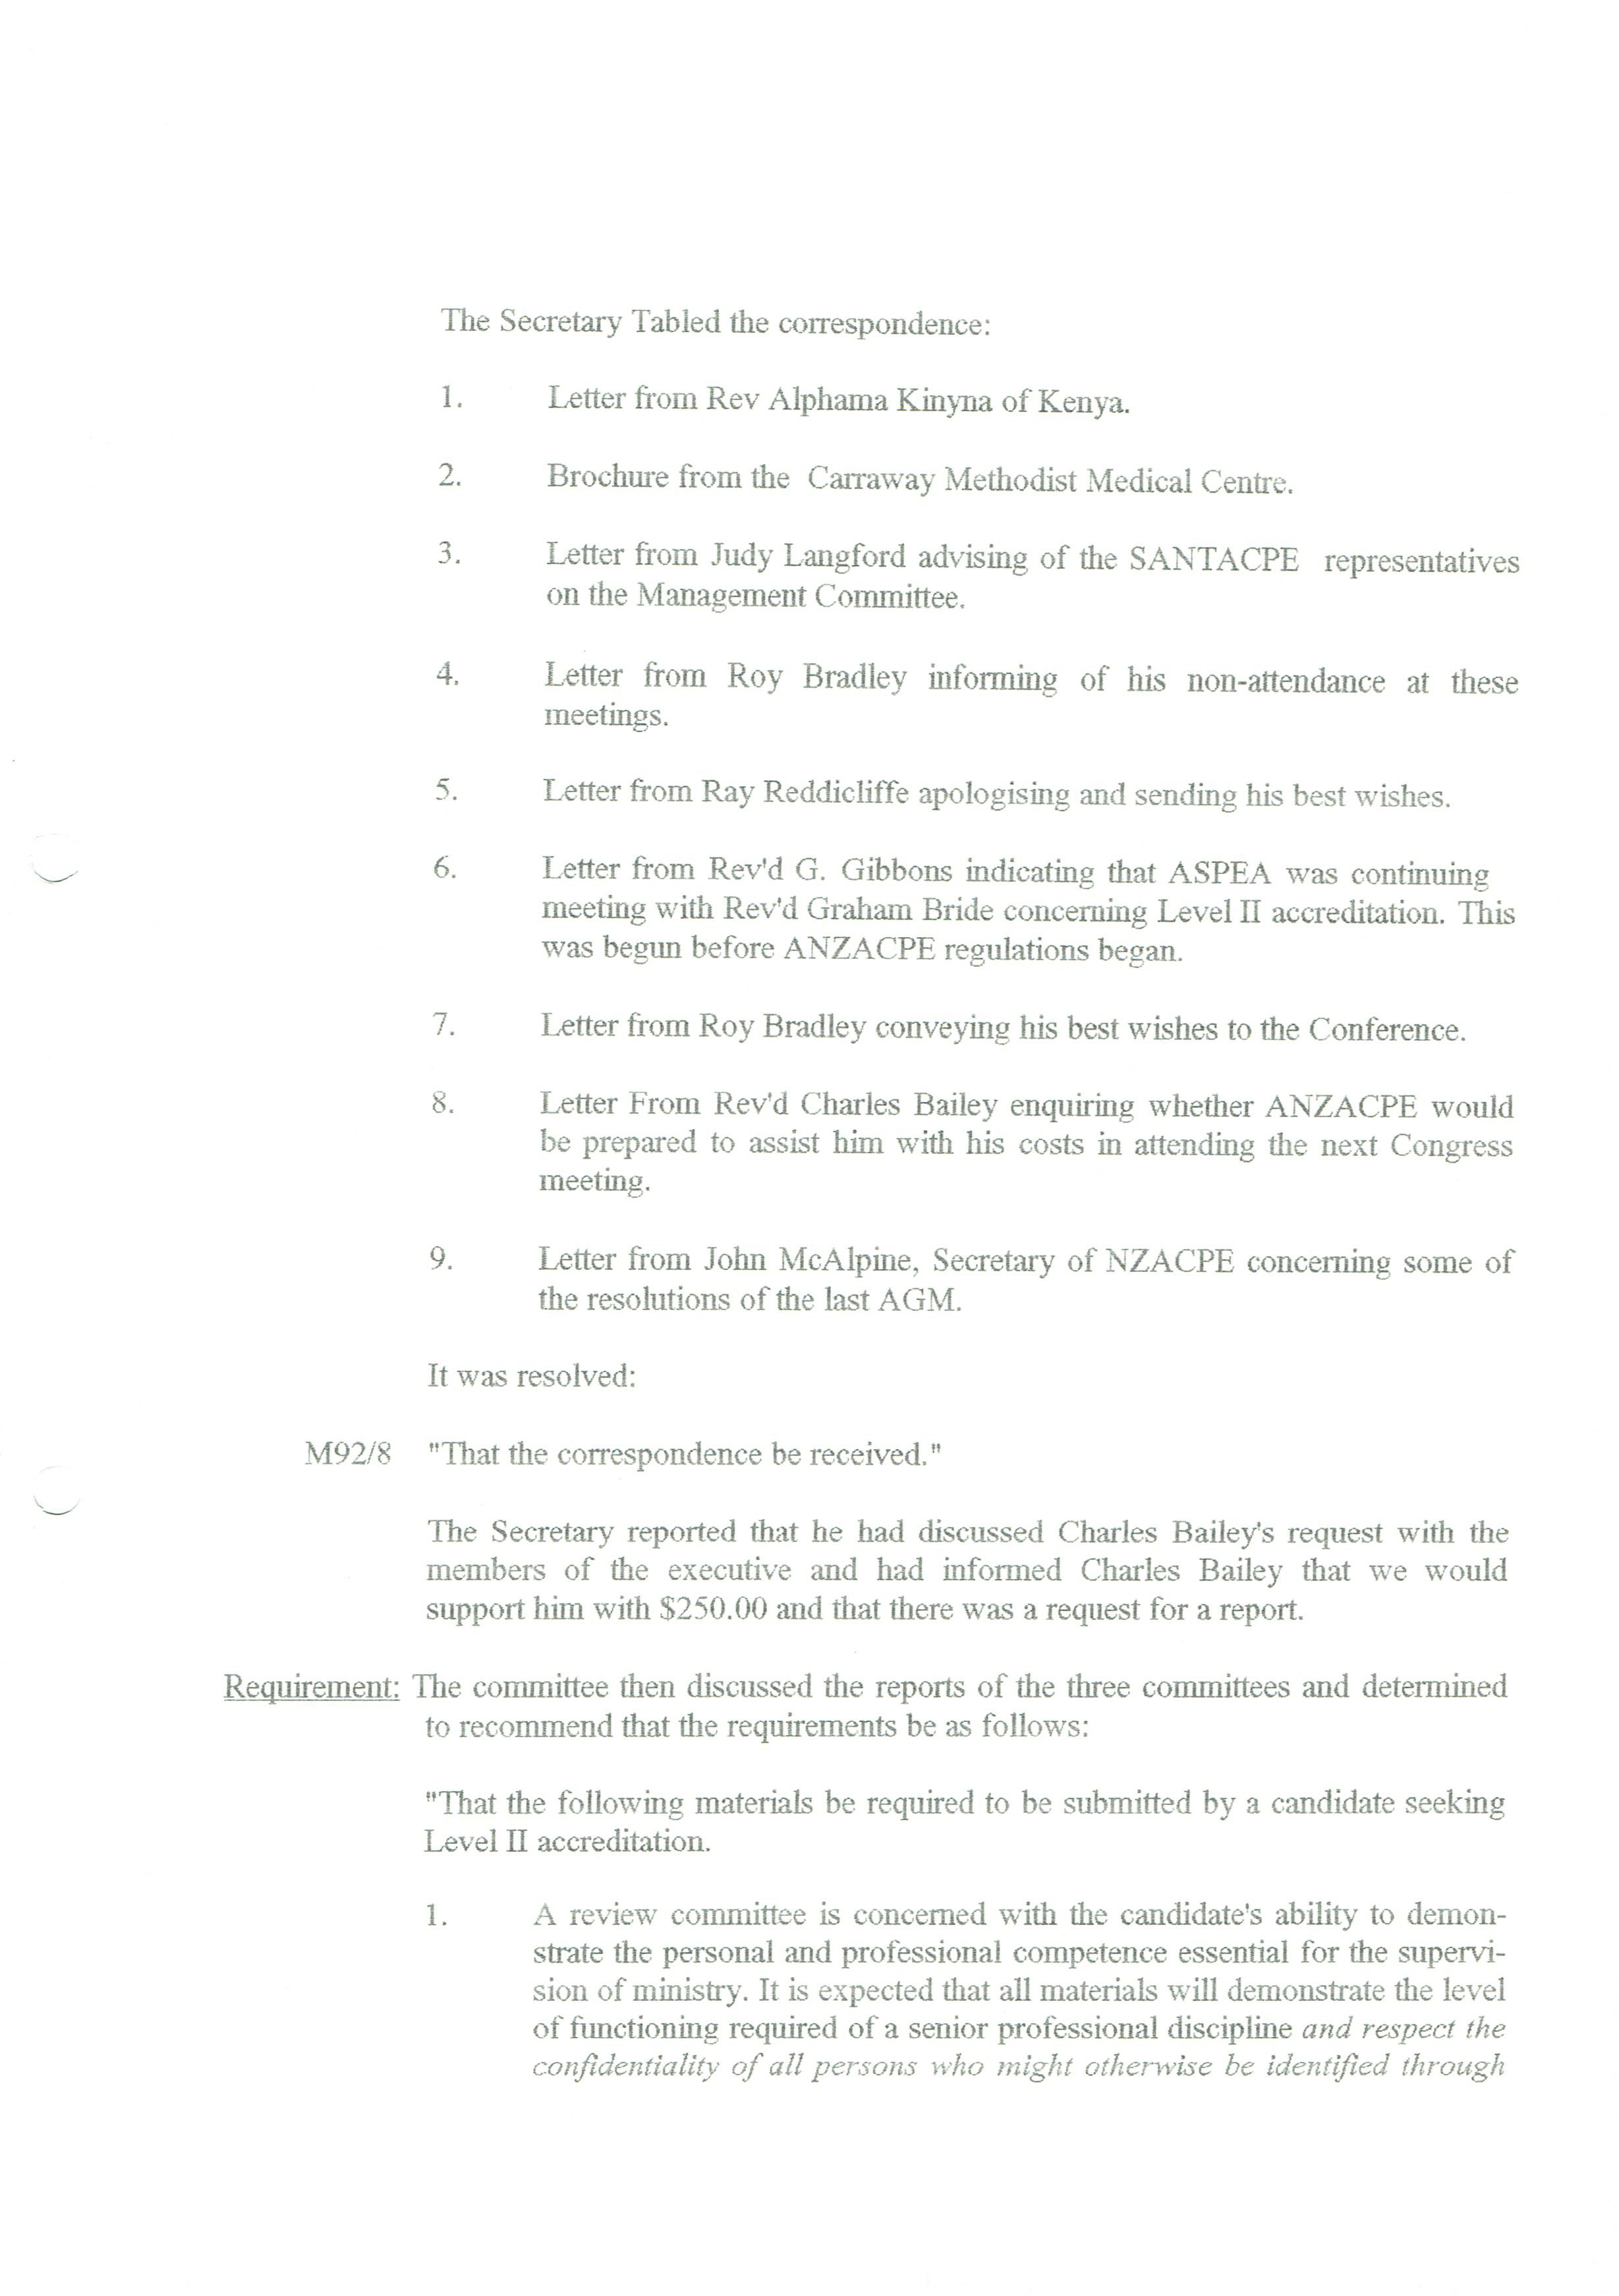 The Secretary Tabled the correspondence:
1. Letter from Rev Alphama Kinyna of Kenya.
2. Brochure from the Carraway Methodist Medical Centre.
3. Letter from Judy Langford advising of the SANTACPE representatives
on the Management Committee.
4. Letter from Roy Bradley informing of his non-attendance at these
meetings.
5. Letter from Ray Reddicliffe apologising and sending his best wishes.
6. Letter from Rev'd G. Gibbons indicating that ASPEA was continuing
meeting with Rev'd Graham Bride concerning Level II accreditation. This
was begun before ANZACPE regulations began.
7. Letter from Roy Bradley conveying his best wishes to the Conference.
8. Letter From Rev'd Charles Bailey enquiring whether ANZACPE would
be prepared to assist him with his costs in attending the next Congress
meeting.
9. Letter from John McAlpine, Secretary of NZACPE concerning some of
the resolutions of the last AGM.
It was resolved:
M92/8 "That the correspondence be received."
The Secretary reported that he had discussed Charles Bailey's request with the
members of the executive and had informed Charles Bailey that we would
support him with $250.00 and that there was a request for a report.
Requirement: The committee then discussed the reports of the three committees and determined
to recommend that the requirements be as follows:
"That the following materials be required to be submitted by a candidate seeking
Level II accreditation.
1. A review committee is concerned with the candidate's ability to demon-
strate the personal and professional competence essential for the supervi-
sion of ministry. It is expected that all materials will demonstrate the level
of functioning required of a senior professional discipline and respect the
confidentiality of all persons who might otherwise be identified through